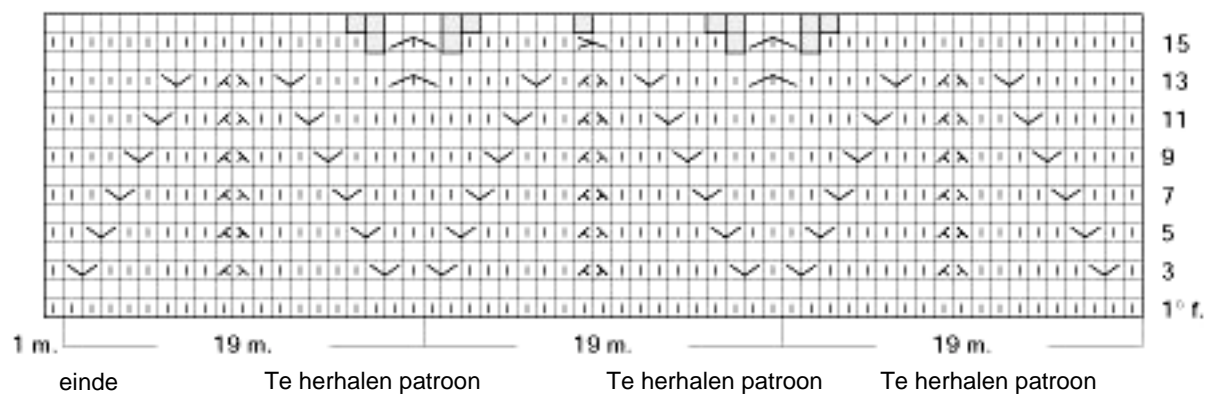 15
13
11
9
7
5
3
1° f.
1 m. 19 m. 19 m. 19 m.
einde Te herhalen patroon Te herhalen patroon Te herhalen patroon